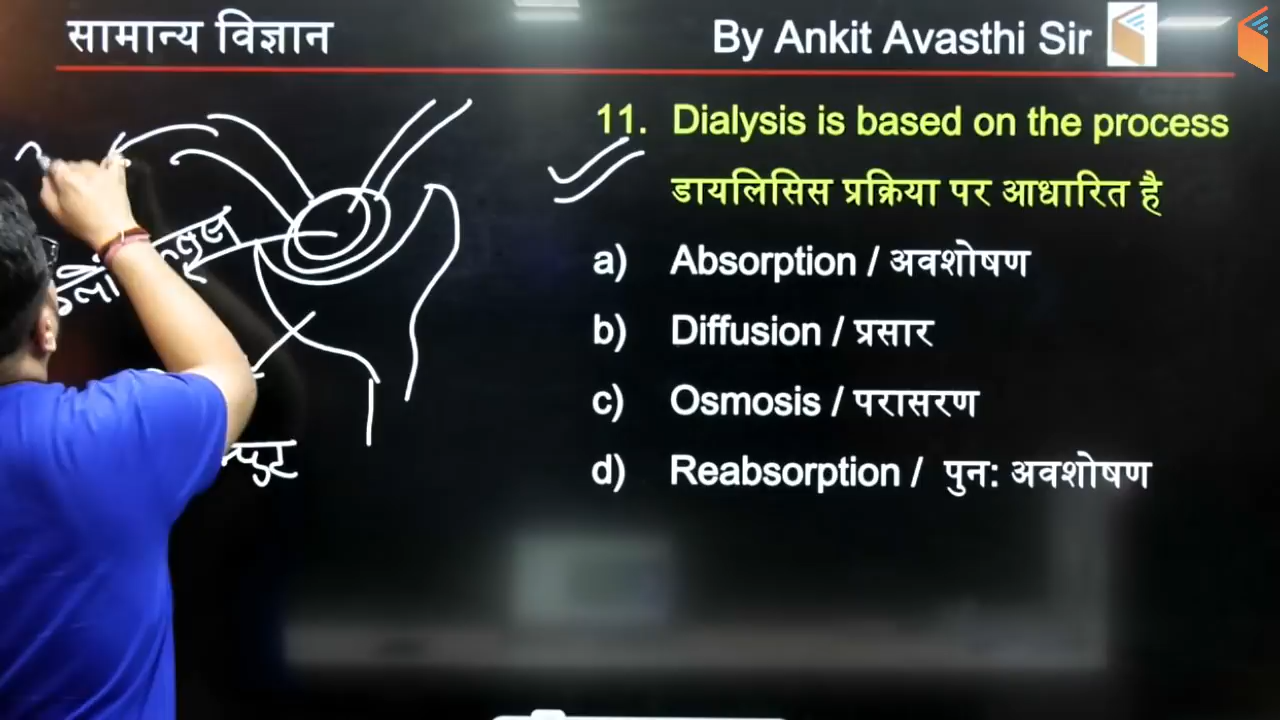 सामान्य विज्ञान
By Ankit Avasthi Sir
11. Dialysis is based on the process
डायलिसिस प्रक्रिया पर आधारित है
a) Absorption / अवशोषण
b) Diffusion / प्रसार
c) Osmosis / परासरण
d) Reabsorption / पुन: अवशोषण